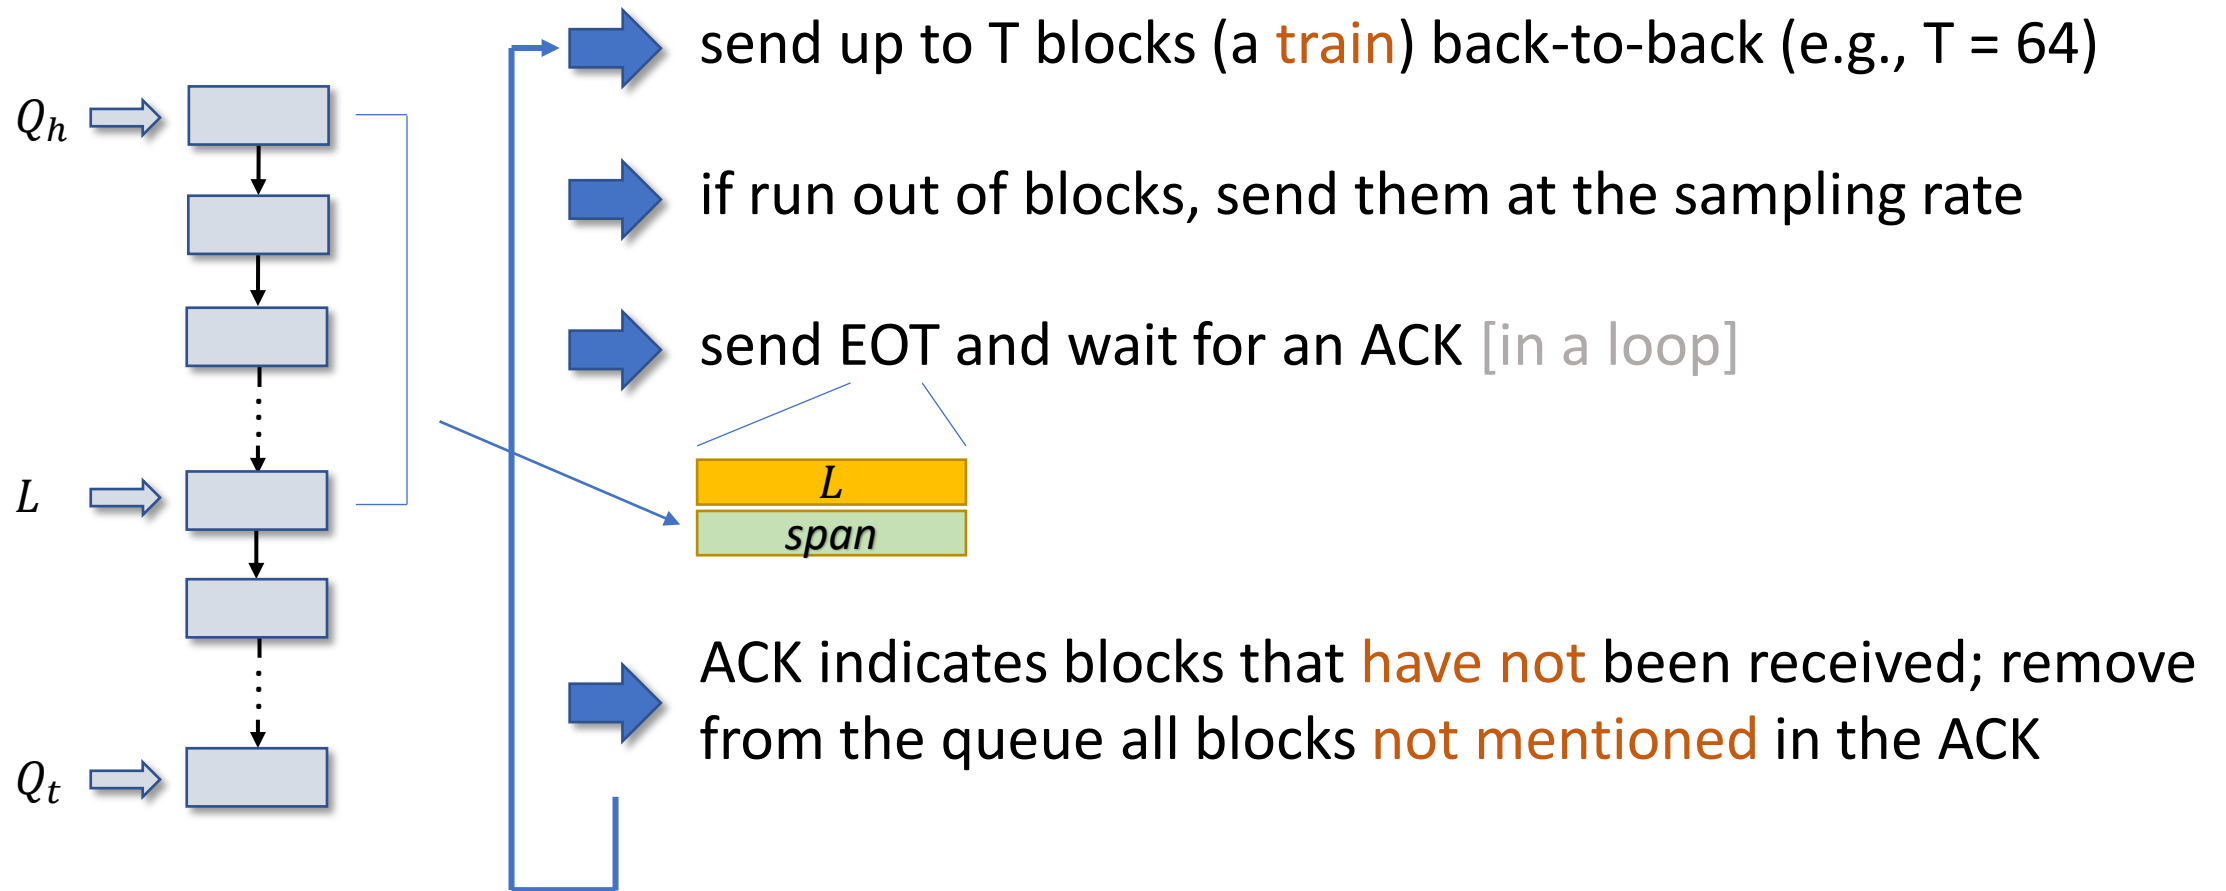 send up to T blocks (a train) back-to-back (e.g., T = 64)
Q_h
if run out of blocks, send them at the sampling rate
send EOT and wait for an ACK [in a loop]
L
L
span
ACK indicates blocks that have not been received; remove
from the queue all blocks not mentioned in the ACK
Q_t